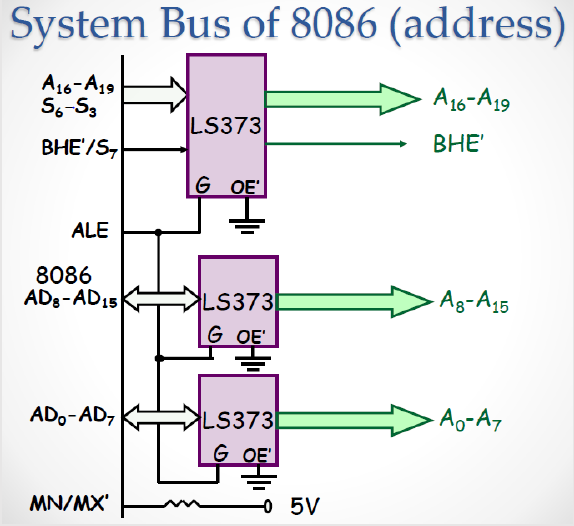 System Bus of 8086 (address)
A₁₆-A₁₉
S₆-S₃
BHE'/S₇
LS373
G OE'
A₁₆-A₁₉
BHE'
ALE
8086
AD₈-AD₁₅
LS373
G OE'
A₈-A₁₅
AD₀-AD₇
LS373
G OE'
A₀-A₇
MN/MX'
5V